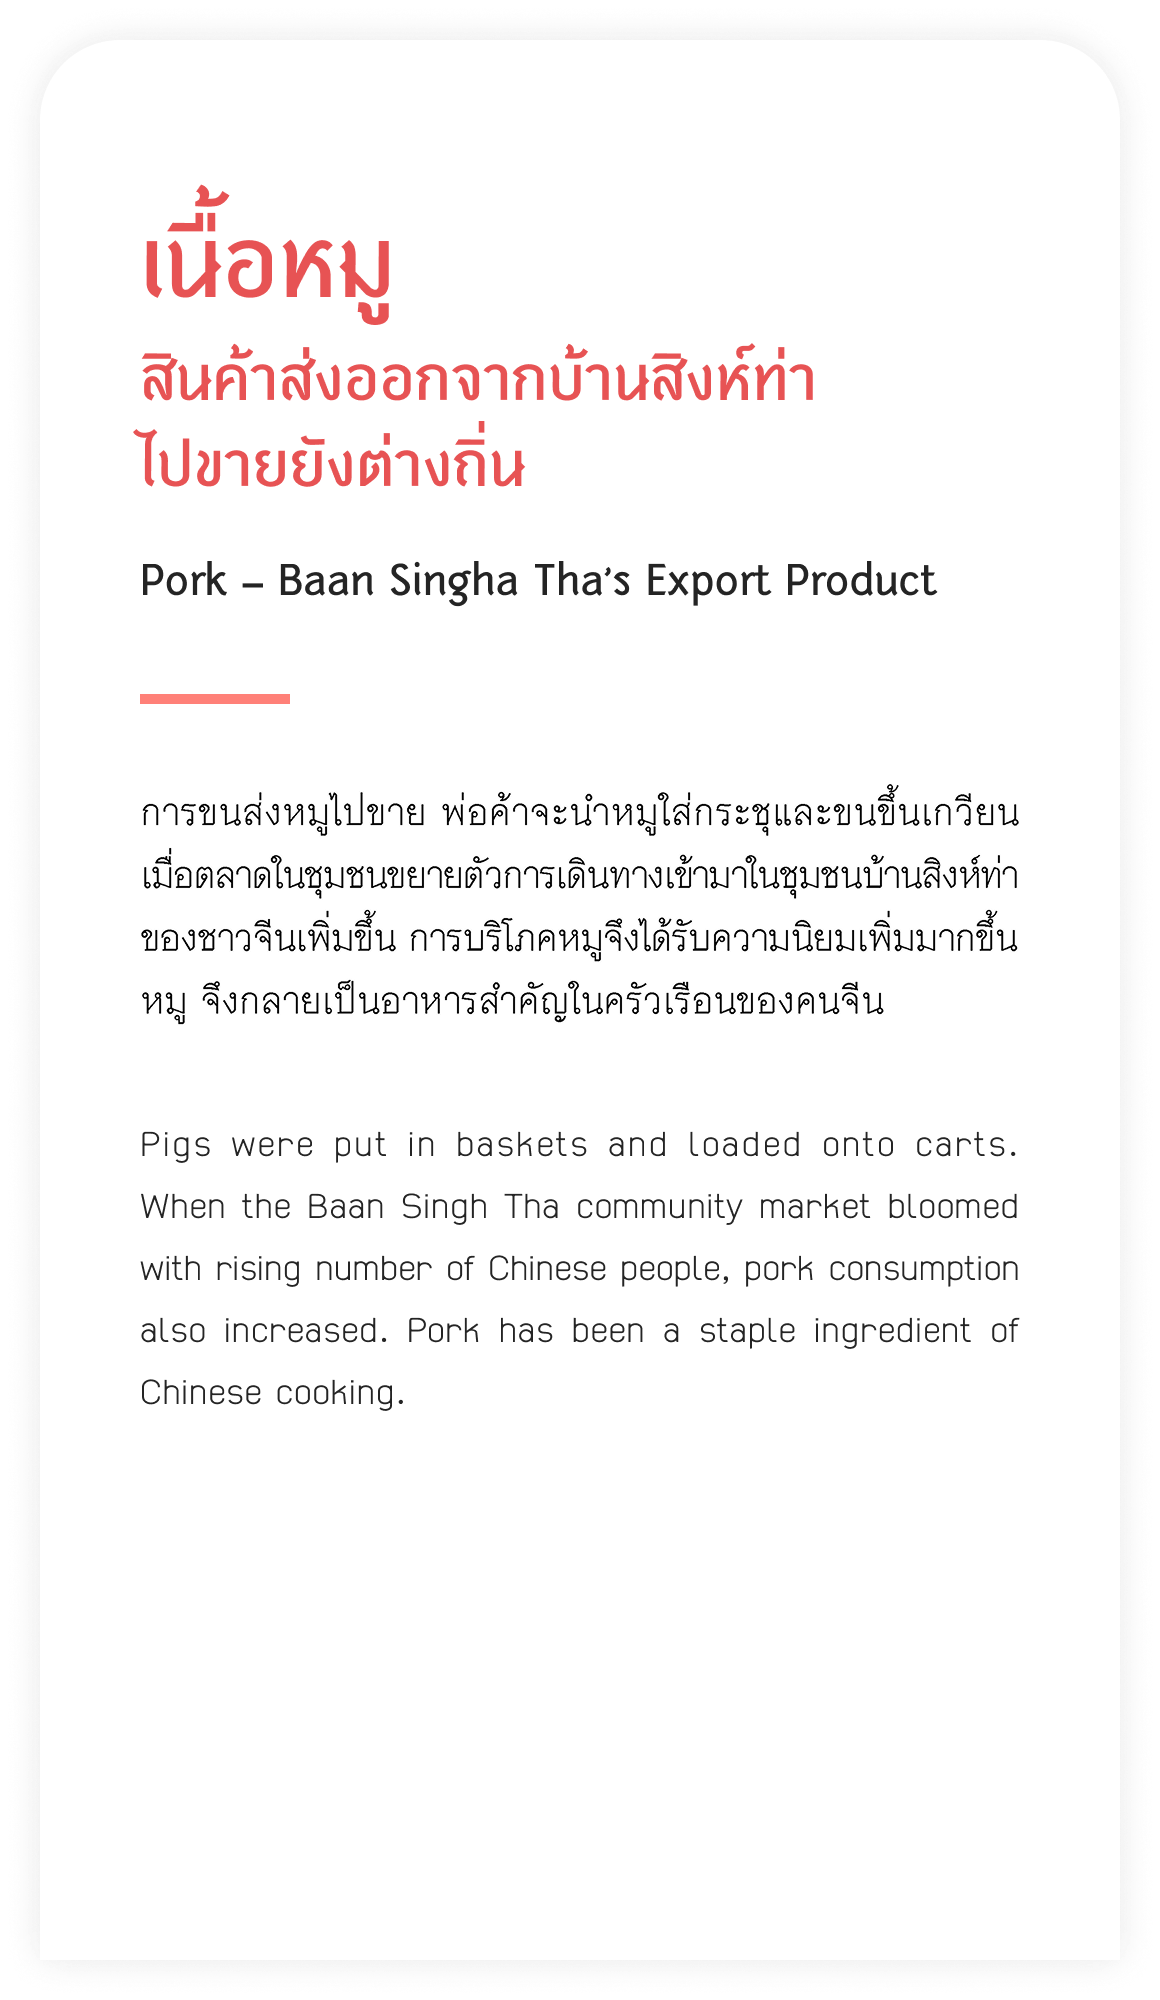 เนื้อหมู
สินค้าส่งออกจากบ้านสิงห์ท่า
ไปขายยังต่างถิ่น
Pork – Baan Singha Tha’s Export Product
การขนส่งหมูไปขาย พ่อค้าจะนำหมูใส่กระชุและขนขึ้นเกวียน
เมื่อตลาดในชุมชนขยายตัวการเดินทางเข้ามาในชุมชนบ้านสิงห์ท่า
ของชาวจีนเพิ่มขึ้น การบริโภคหมูจึงได้รับความนิยมเพิ่มมากขึ้น
หมู จึงกลายเป็นอาหารสำคัญในครัวเรือนของคนจีน
Pigs were put in baskets and loaded onto carts.
When the Baan Singh Tha community market bloomed
with rising number of Chinese people, pork consumption
also increased. Pork has been a staple ingredient of
Chinese cooking.